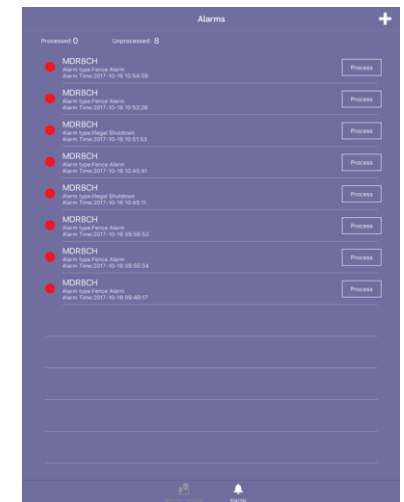 Alarms
Processed:0 Unprocessed: 8
MDR8CH
Alarm type:Fence Alarm
Alarm Time:2017-10-16 10:54:59
Process
MDR8CH
Alarm type:Fence Alarm
Alarm Time:2017-10-16 10:52:26
Process
MDR8CH
Alarm type:Illegal Shutdown
Alarm Time:2017-10-16 10:51:53
Process
MDR8CH
Alarm type:Fence Alarm
Alarm Time:2017-10-16 10:45:41
Process
MDR8CH
Alarm type:Illegal Shutdown
Alarm Time:2017-10-16 10:45:11
Process
MDR8CH
Alarm type:Fence Alarm
Alarm Time:2017-10-16 09:58:53
Process
MDR8CH
Alarm type:Fence Alarm
Alarm Time:2017-10-16 09:55:34
Process
MDR8CH
Alarm type:Fence Alarm
Alarm Time:2017-10-16 09:49:17
Process
Alarms